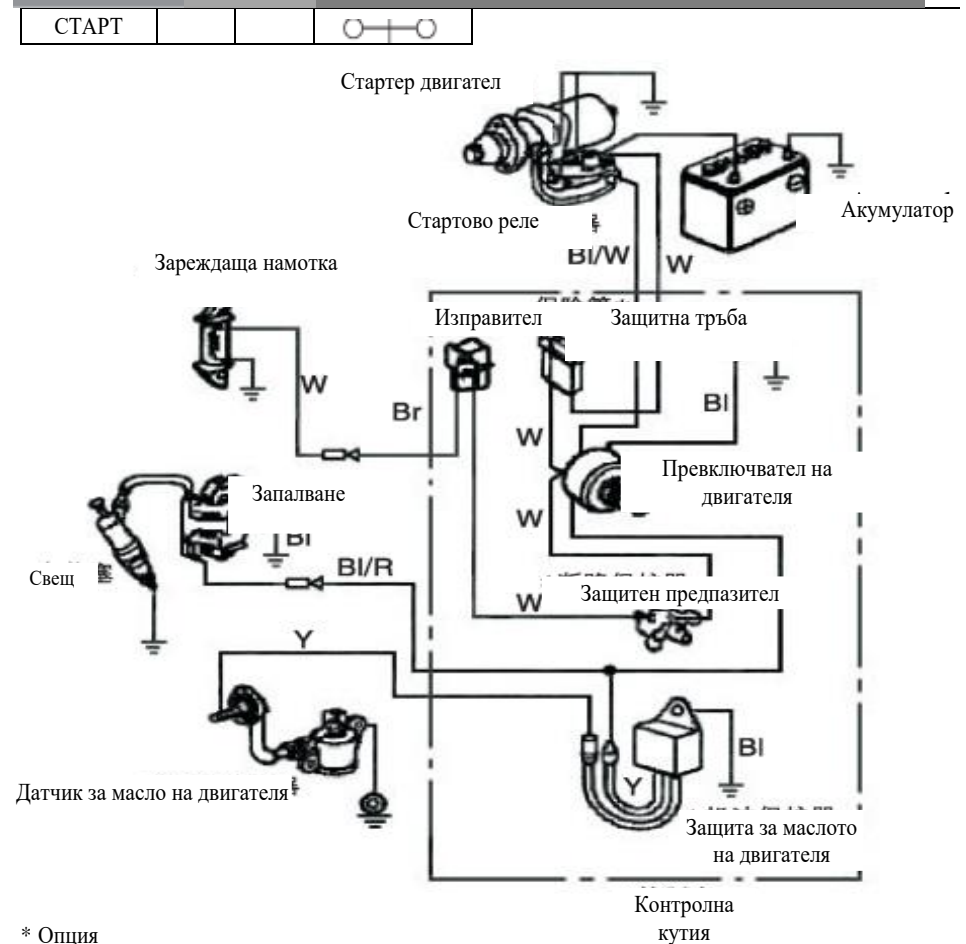 СТАРТ
Стартер двигател
Акумулатор
Стартово реле
Bl/W
W
Зареждаща намотка
Изправител
Защитна тръба
W
Br
Bl
W
Превключвател на
двигателя
Запалване
W
Bl
Bl/R
Свещ
Защитен предпазител
W
Y
Bl
Y
Датчик за масло на двигателя
Защита за маслото
на двигателя
Контролна
кутия
* Опция